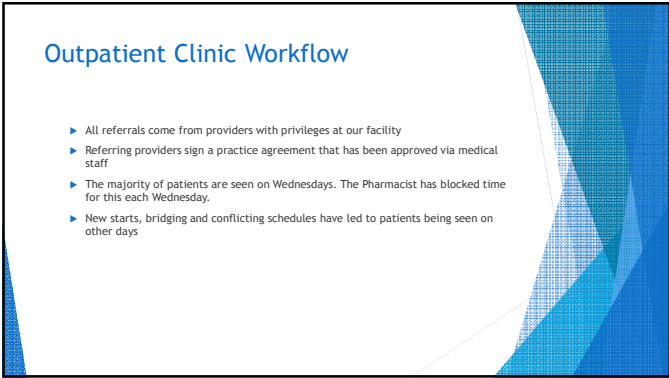 Outpatient Clinic Workflow
All referrals come from providers with privileges at our facility
Referring providers sign a practice agreement that has been approved via medical
staff
The majority of patients are seen on Wednesdays. The Pharmacist has blocked time
for this each Wednesday.
New starts, bridging and conflicting schedules have led to patients being seen on
other days